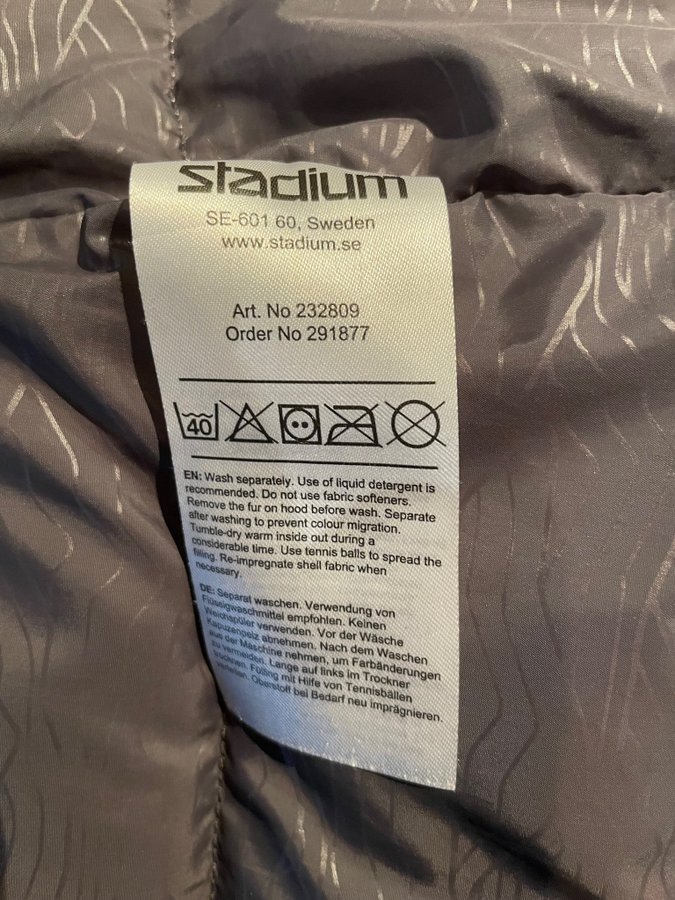 stadium
SE-601 60, Sweden
www.stadium.se
Art. No 232809
Order No 291877
40
EN: Wash separately. Use of liquid detergent is
recommended. Do not use fabric softeners.
Remove the fur on hood before wash. Separate
after washing to prevent colour migration.
Tumble-dry warm inside out during a
considerable time. Use tennis balls to spread the
filling. Re-impregnate shell fabric when
necessary.
DE: Separat waschen. Verwendung von
Flüssigwaschmittel empfohlen. Keinen
Weichspüler verwenden. Vor der Wäsche
Kapuzenpelz abnehmen. Nach dem Waschen
aus der Maschine nehmen, um Farbänderungen
zu vermeiden. Lange auf links im Trockner
trocknen. Füllung mit Hilfe von Tennisbällen
verteilen. Oberstoff bei Bedarf neu imprägnieren.